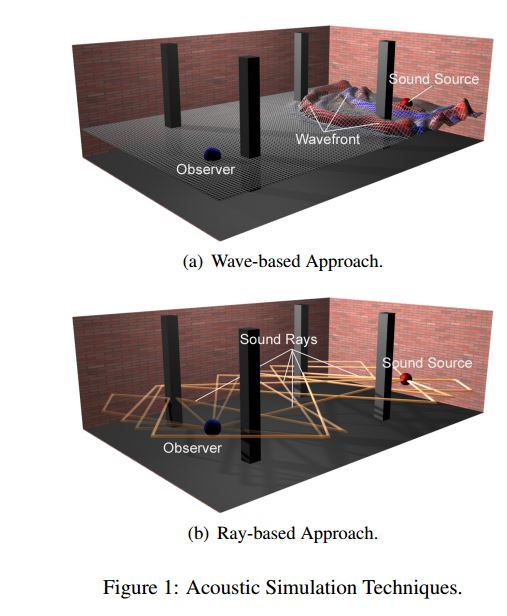 Sound Source
Wavefront
Observer
(a) Wave-based Approach.
Sound Rays
Sound Source
Observer
(b) Ray-based Approach.
Figure 1: Acoustic Simulation Techniques.